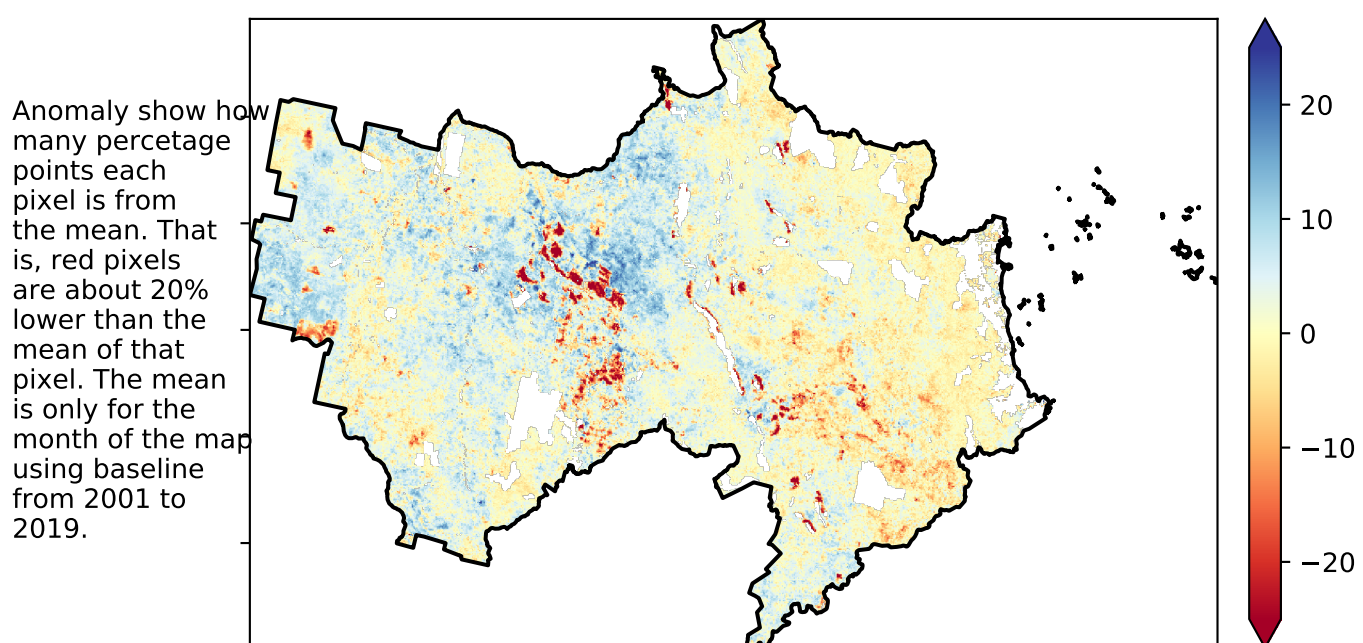 Anomaly show how
many percetage
points each
pixel is from
the mean. That
is, red pixels
are about 20%
lower than the
mean of that
pixel. The mean
is only for the
month of the map
using baseline
from 2001 to
2019.
20
10
0
−10
−20